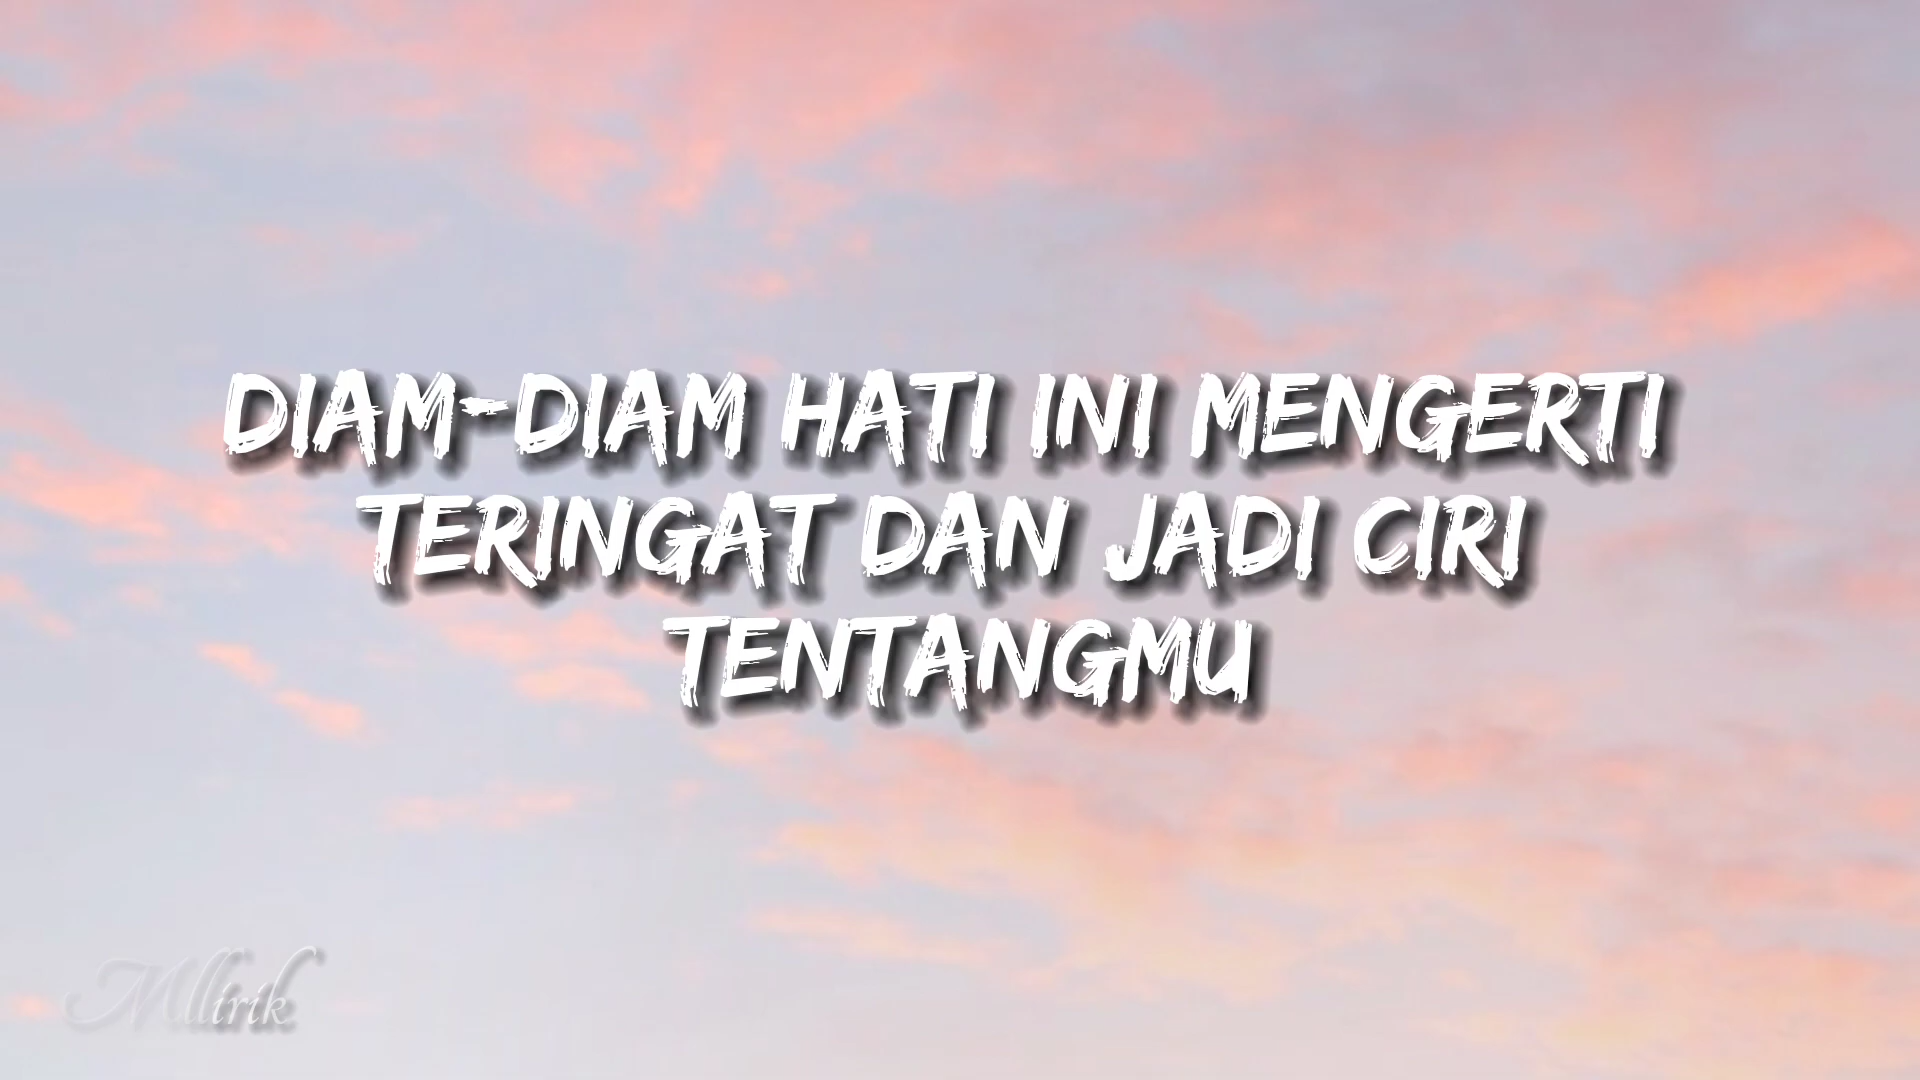 DIAM-DIAM HATI INI MENGERTI
TERINGAT DAN JADI CIRI
TENTANGMU
Mllirik